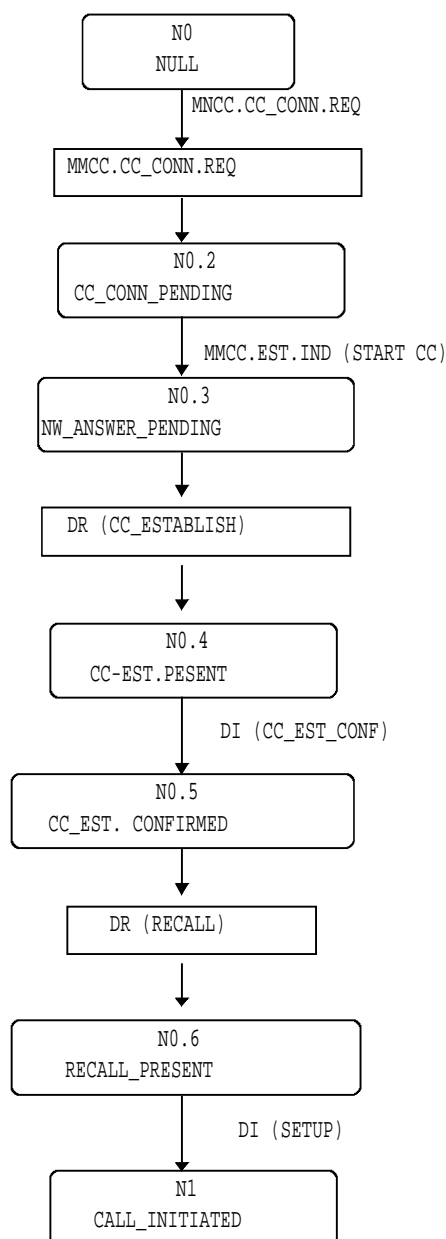 N0
NULL
MNCC.CC_CONN.REQ
MMCC.CC_CONN.REQ
N0.2
CC_CONN_PENDING
MMCC.EST.IND (START CC)
N0.3
NW_ANSWER_PENDING
DR (CC_ESTABLISH)
N0.4
CC-EST.PESENT
DI (CC_EST_CONF)
N0.5
CC_EST. CONFIRMED
DR (RECALL)
N0.6
RECALL_PRESENT
DI (SETUP)
N1
CALL_INITIATED